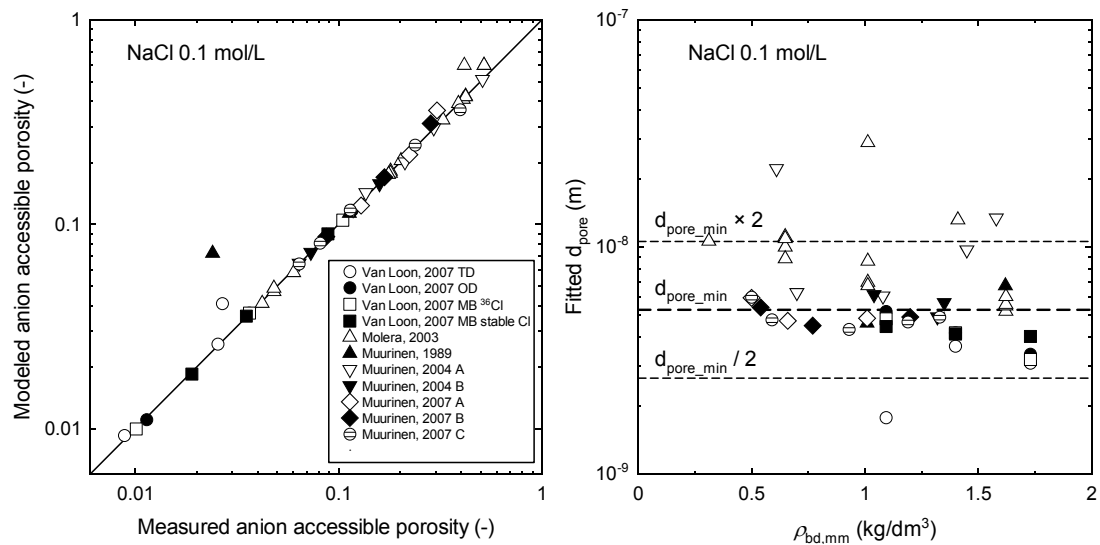 NaCl 0.1 mol/L
Modeled anion accessible porosity (-)
1
0.1
0.01
Van Loon, 2007 TD
Van Loon, 2007 OD
Van Loon, 2007 MB ³⁶Cl
Van Loon, 2007 MB stable Cl
Molera, 2003
Muurinen, 1989
Muurinen, 2004 A
Muurinen, 2004 B
Muurinen, 2007 A
Muurinen, 2007 B
Muurinen, 2007 C
0.01 0.1 1
Measured anion accessible porosity (-)
NaCl 0.1 mol/L
Fitted d_pore (m)
10⁻⁷
10⁻⁸
10⁻⁹
d_pore_min × 2
d_pore_min
d_pore_min / 2
0 0.5 1 1.5 2
ρ_bd,mm (kg/dm³)